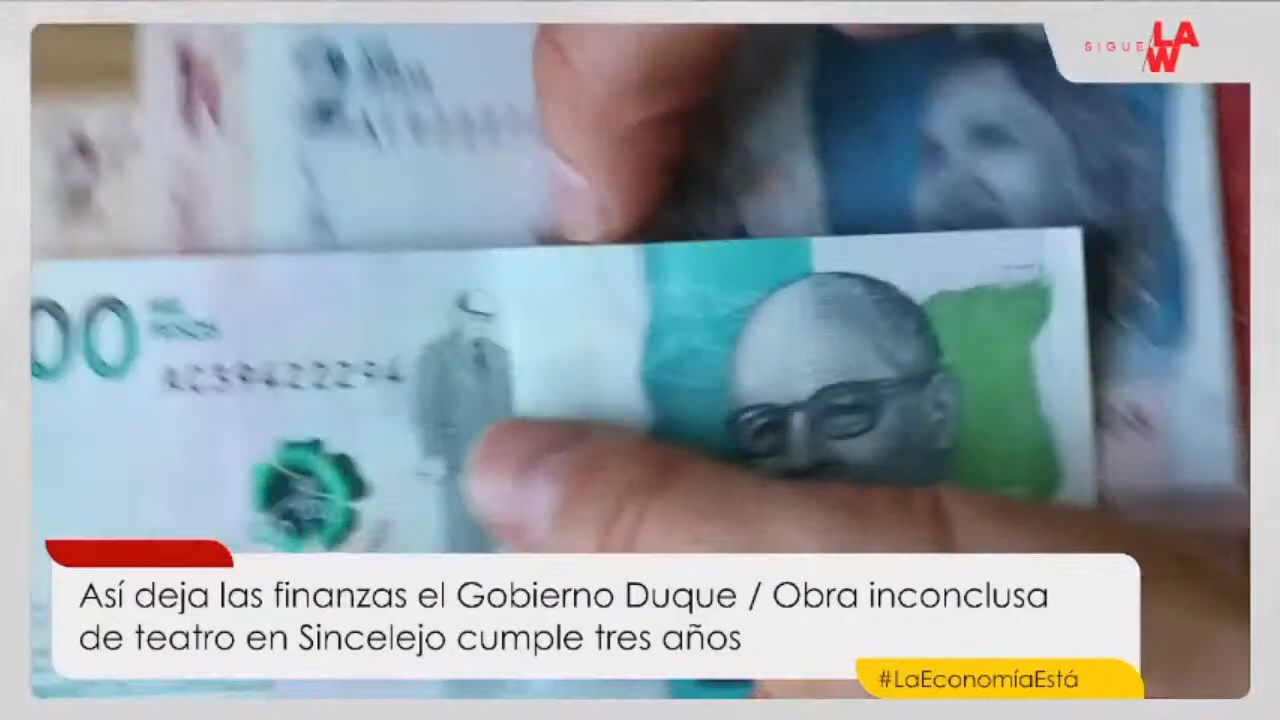 SIGUE LA W
00 MIL
PESOS
Así deja las finanzas el Gobierno Duque / Obra inconclusa
de teatro en Sincelejo cumple tres años
#LaEconomíaEstá